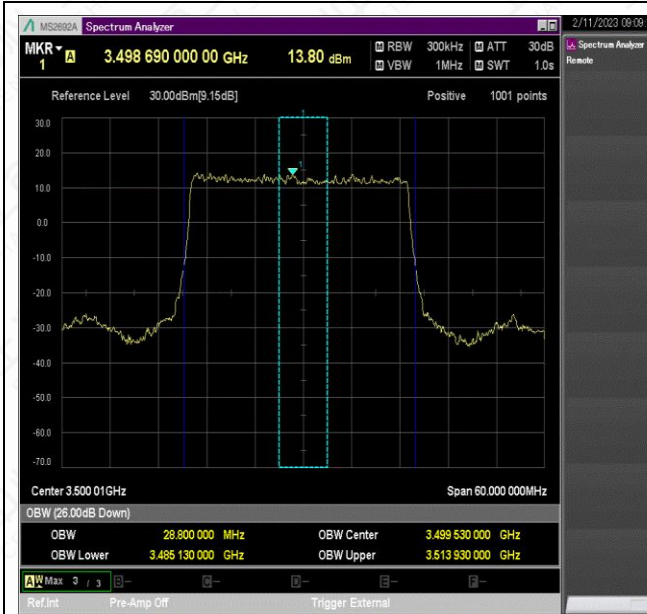 MS2692A Spectrum Analyzer
2/11/2023 09:09:
MKR 1 A 3.498 690 000 00 GHz 13.80 dBm
M RBW 300kHz M ATT 30dB
M VBW 1MHz M SWT 1.0s
Spectrum Analyzer
Remote
Reference Level 30.00dBm[9.15dB] Positive 1001 points
1
30.0
20.0
10.0
0.0
-10.0
-20.0
-30.0
-40.0
-50.0
-60.0
-70.0
Center 3.500 01GHz Span 60.000 000MHz
OBW (26.00dB Down)
OBW 28.800 000 MHz OBW Center 3.499 530 000 GHz
OBW Lower 3.485 130 000 GHz OBW Upper 3.513 930 000 GHz
A W Max 3 / 3 B- C- D- E- F-
Ref.Int Pre-Amp Off Trigger External